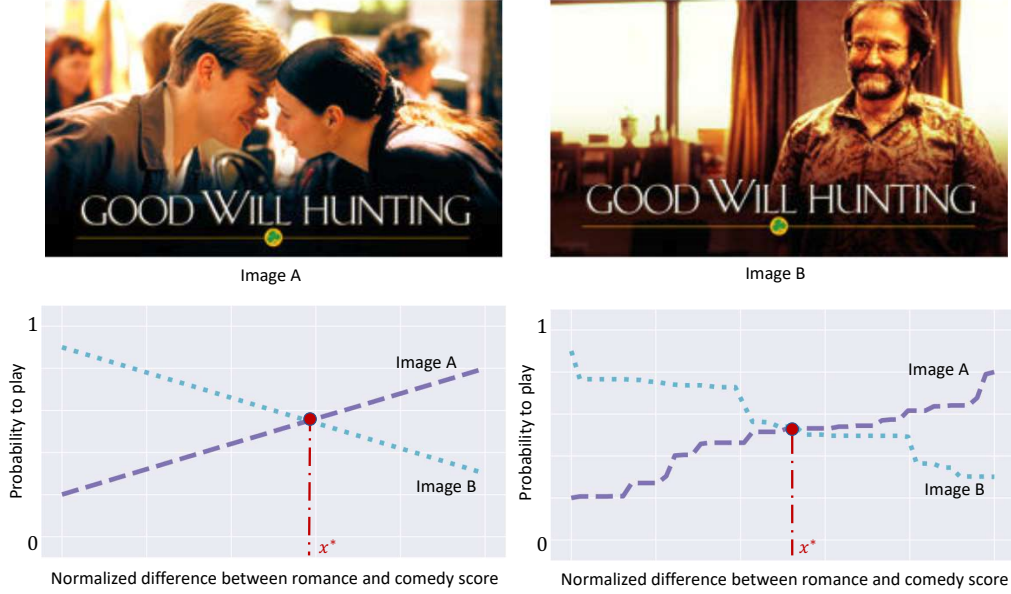 GOOD WILL HUNTING
Image A
GOOD WILL HUNTING
Image B
1
Probability to play
Image A
Image B
0
x*
Normalized difference between romance and comedy score
1
Probability to play
Image A
Image B
0
x*
Normalized difference between romance and comedy score